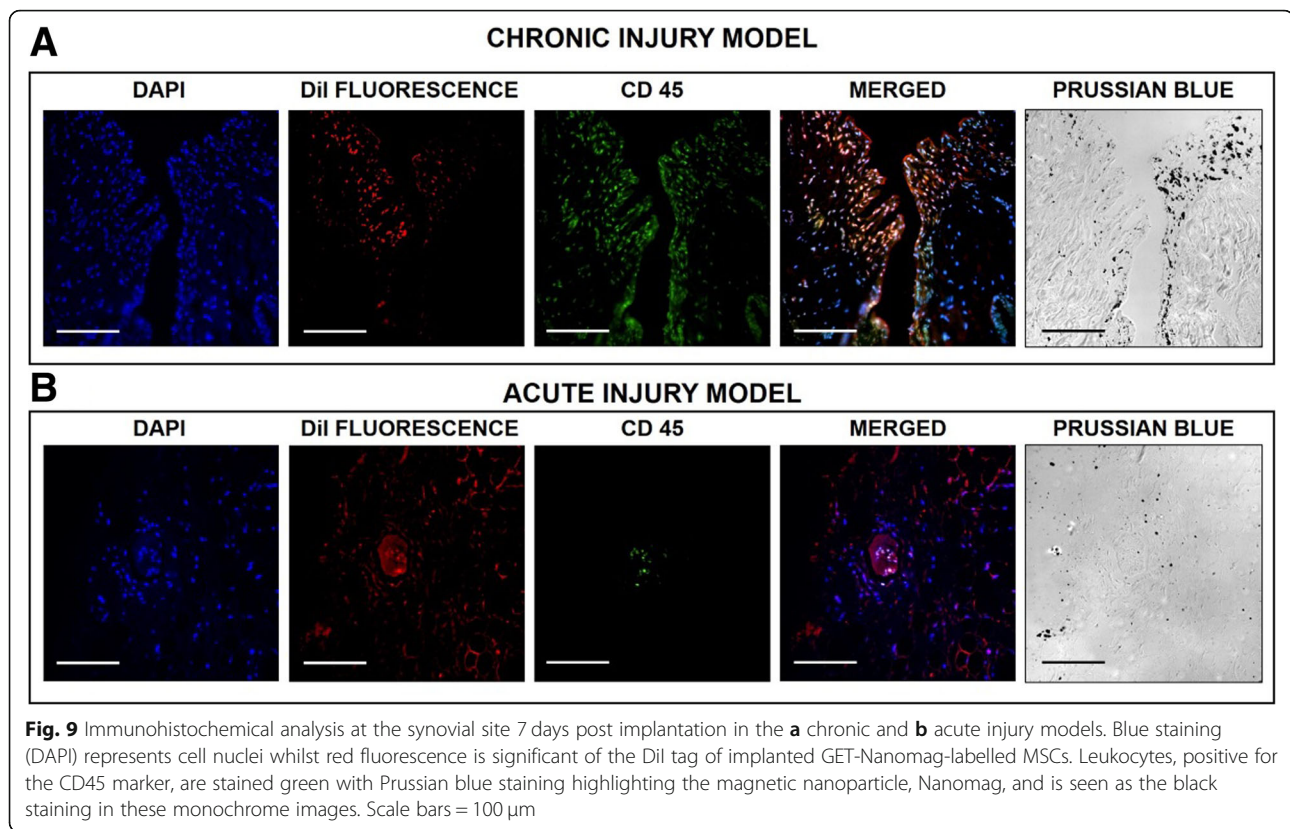 A
CHRONIC INJURY MODEL
DAPI DiI FLUORESCENCE CD 45 MERGED PRUSSIAN BLUE
B
ACUTE INJURY MODEL
DAPI DiI FLUORESCENCE CD 45 MERGED PRUSSIAN BLUE
Fig. 9 Immunohistochemical analysis at the synovial site 7 days post implantation in the a chronic and b acute injury models. Blue staining
(DAPI) represents cell nuclei whilst red fluorescence is significant of the DiI tag of implanted GET-Nanomag-labelled MSCs. Leukocytes, positive for
the CD45 marker, are stained green with Prussian blue staining highlighting the magnetic nanoparticle, Nanomag, and is seen as the black
staining in these monochrome images. Scale bars = 100 μm